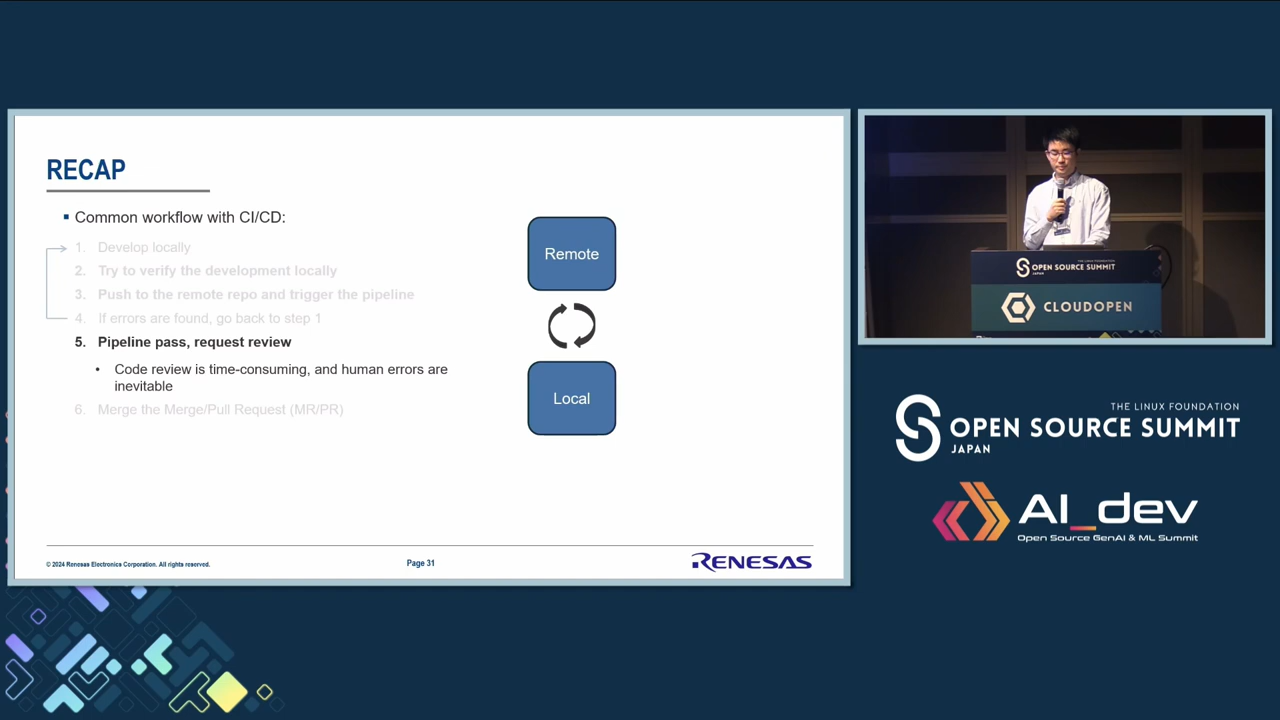 RECAP
▪ Common workflow with CI/CD:
1. Develop locally
2. Try to verify the development locally
3. Push to the remote repo and trigger the pipeline
4. If errors are found, go back to step 1
5. Pipeline pass, request review
• Code review is time-consuming, and human errors are
inevitable
6. Merge the Merge/Pull Request (MR/PR)
Remote
Local
© 2024 Renesas Electronics Corporation. All rights reserved.
Page 31
RENESAS
THE LINUX FOUNDATION
OPEN SOURCE SUMMIT
CLOUDOPEN
THE LINUX FOUNDATION
OPEN SOURCE SUMMIT
JAPAN
AI_dev
Open Source GenAI & ML Summit